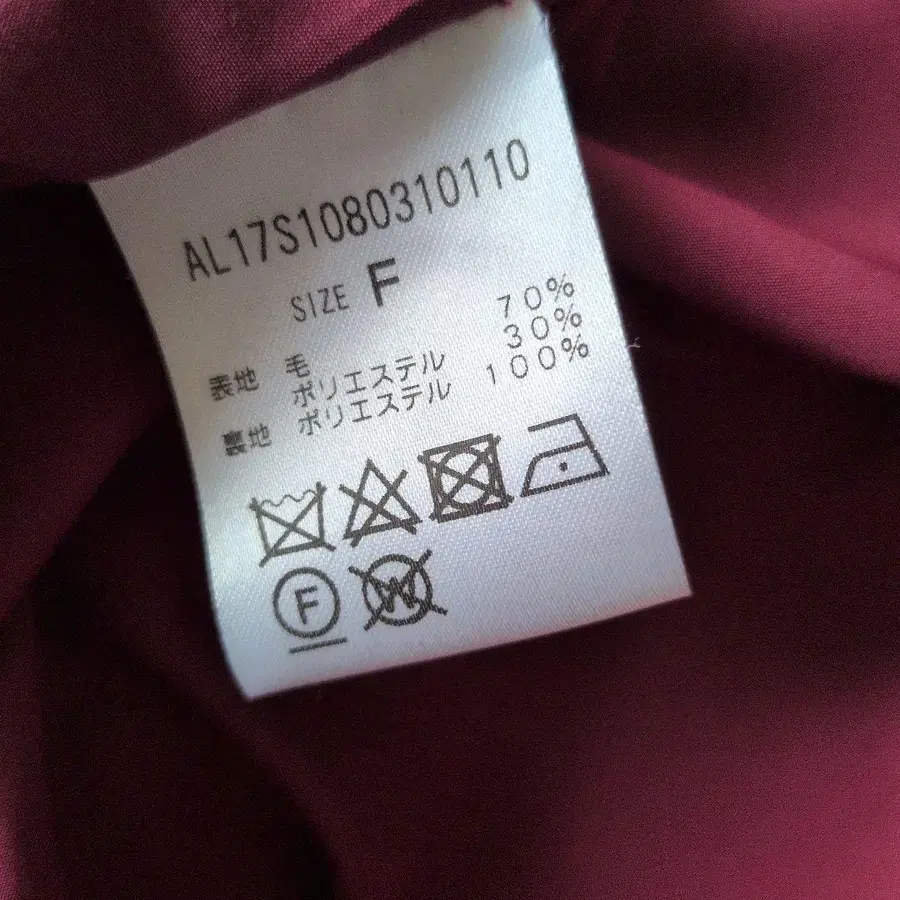 AL17S1080310110
SIZE F
表地 毛 70%
ポリエステル 30%
裏地 ポリエステル 100%
F
W